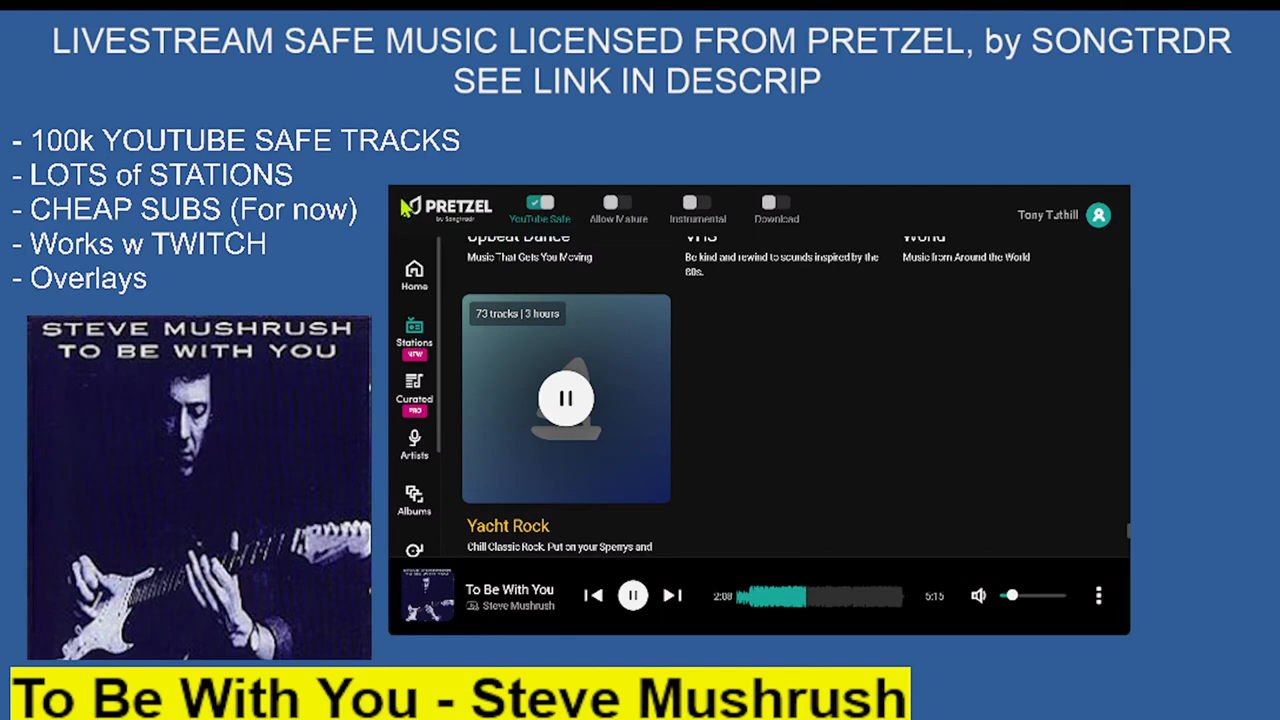 LIVESTREAM SAFE MUSIC LICENSED FROM PRETZEL, by SONGTRDR
SEE LINK IN DESCRIP
- 100k YOUTUBE SAFE TRACKS
- LOTS of STATIONS
- CHEAP SUBS (For now)
- Works w TWITCH
- Overlays
STEVE MUSHRUSH
TO BE WITH YOU
PRETZEL
by Songtradr
YouTube Safe
Allow Mature
Instrumental
Download
Tony Tuthill
Home
Stations
NEW
Curated
PRO
Artists
Albums
Upbeat Dance
Music That Gets You Moving
VHS
Be kind and rewind to sounds inspired by the
80s.
World
Music from Around the World
73 tracks | 3 hours
Yacht Rock
Chill Classic Rock. Put on your Sperrys and
To Be With You
Steve Mushrush
2:08
5:15
To Be With You - Steve Mushrush